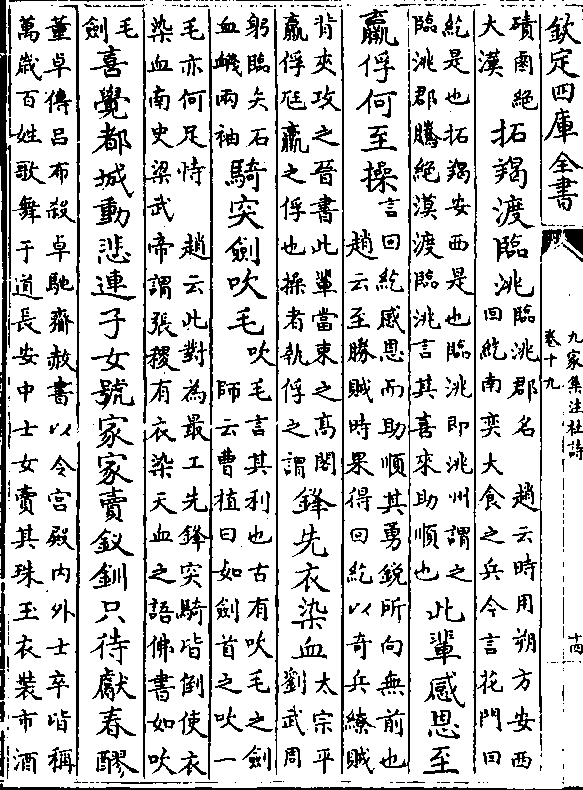 欽定四庫全書
九家集注杜詩
卷十九
十四
磧鹵絕
大漠
拓羯渡臨洮
臨洮郡名 趙云時用朔方安西
回紇南奕大食之兵今言花門回
紇是也拓羯安西是也臨洮即洮州謂之
臨洮郡騰絕漠渡臨洮言其喜來助順也
此輩感恩至
羸俘何至操
言回紇感恩而助順其勇銳所向無前也
趙云至勝賊時果得回紇以奇兵繚賊
背夾攻之晉書此輩當束之高閣
羸俘尫羸之俘也操者執俘之謂
鋒先衣染血
太宗平
劉武周
躬臨矢石
血蟣兩袖
騎突劍吹毛
吹毛言其利也古有吹毛之劍
師云曹植曰如劍首之吹一
毛亦何足恃 趙云此對為最工先鋒突騎皆倒使衣
染血南史梁武帝謂張稷有衣染天血之語佛書如吹
毛
劍
喜覺都城動悲連子女號家家賣釵釧只待獻春醪
董卓傳呂布殺卓馳齎赦書以令宮殿內外士卒皆稱
萬歲百姓歌舞于道長安中士女賣其珠玉衣裝市酒